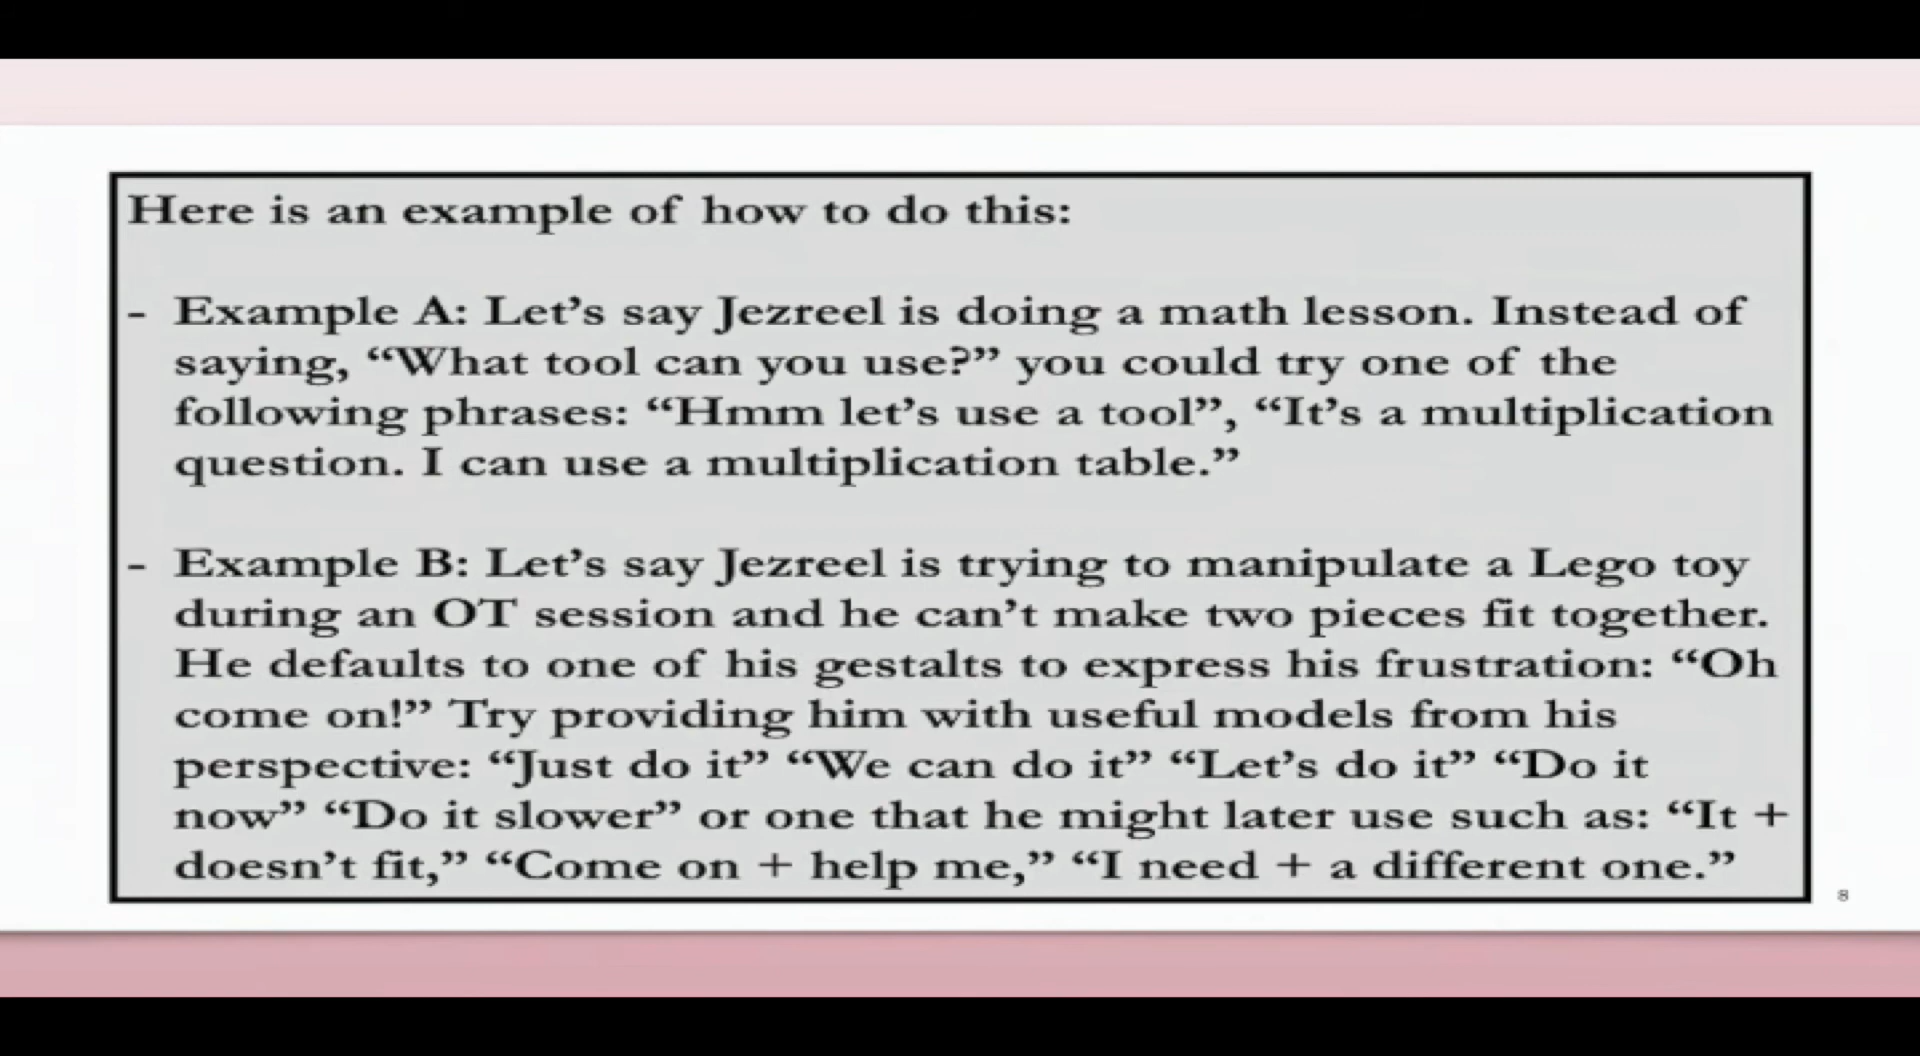 Here is an example of how to do this:
- Example A: Let’s say Jezreel is doing a math lesson. Instead of
saying, “What tool can you use?” you could try one of the
following phrases: “Hmm let’s use a tool”, “It’s a multiplication
question. I can use a multiplication table.”
- Example B: Let’s say Jezreel is trying to manipulate a Lego toy
during an OT session and he can’t make two pieces fit together.
He defaults to one of his gestalts to express his frustration: “Oh
come on!” Try providing him with useful models from his
perspective: “Just do it” “We can do it” “Let’s do it” “Do it
now” “Do it slower” or one that he might later use such as: “It +
doesn’t fit,” “Come on + help me,” “I need + a different one.”
8